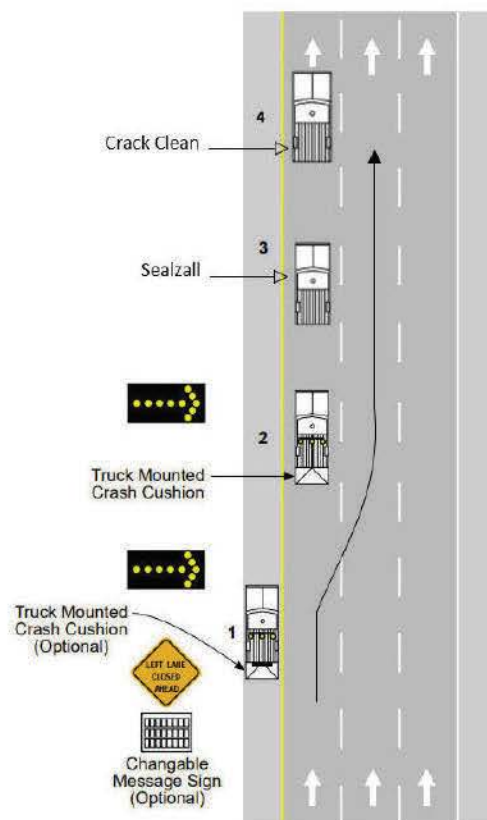 4
Crack Clean
3
Sealzall
2
Truck Mounted
Crash Cushion
1
Truck Mounted
Crash Cushion
(Optional)
LEFT LANE
CLOSED
AHEAD
Changable
Message Sign
(Optional)